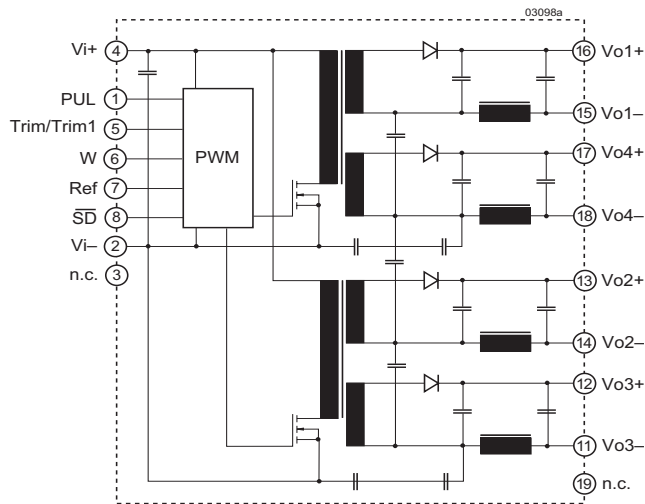 03098a
Vi+ 4
PUL 1
Trim/Trim1 5
W 6
Ref 7
SD 8
Vi– 2
n.c. 3
PWM
16 Vo1+
15 Vo1–
17 Vo4+
18 Vo4–
13 Vo2+
14 Vo2–
12 Vo3+
11 Vo3–
19 n.c.